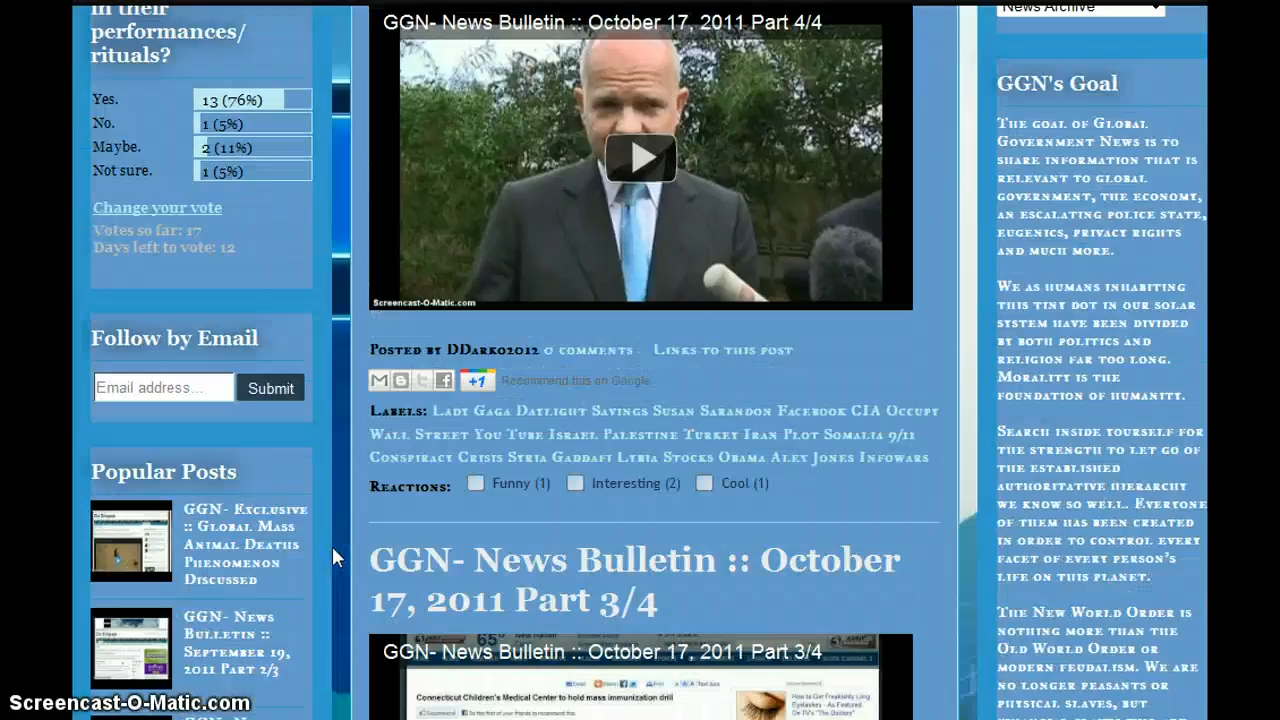 in their
performances/
rituals?
Yes. 13 (76%)
No. 1 (5%)
Maybe. 2 (11%)
Not sure. 1 (5%)
Change your vote
Votes so far: 17
Days left to vote: 12
Follow by Email
Email address... Submit
Popular Posts
GGN- Exclusive
:: Global Mass
Animal Deaths
Phenomenon
Discussed
GGN- News
Bulletin ::
September 19,
2011 Part 2/3
Screencast-O-Matic.com
GGN- News Bulletin :: October 17, 2011 Part 4/4
Screencast-O-Matic.com
Posted by DDarko2012 0 comments Links to this post
+1 Recommend this on Google
Labels: Lady Gaga Daylight Savings Susan Sarandon Facebook CIA Occupy
Wall Street You Tube Israel Palestine Turkey Iran Plot Somalia 9/11
Conspiracy Crisis Syria Gaddafi Lybia Stocks Obama Alex Jones Infowars
Reactions: Funny (1) Interesting (2) Cool (1)
GGN- News Bulletin :: October
17, 2011 Part 3/4
GGN- News Bulletin :: October 17, 2011 Part 3/4
Connecticut Children's Medical Center to hold mass immunization drill
How to Get Freakishly Long
Eyelashes - As Featured
On TV's "The Doctors"
News Archive
GGN's Goal
The goal of Global
Government News is to
share information that is
relevant to global
government, the economy,
an escalating police state,
eugenics, privacy rights
and much more.
We as humans inhabiting
this tiny dot in our solar
system have been divided
by both politics and
religion far too long.
Morality is the
foundation of humanity.
Search inside yourself for
the strength to let go of
the established
authoritative hierarchy
we know so well. Everyone
of them has been created
in order to control every
facet of every person's
life on this planet.
The New World Order is
nothing more than the
Old World Order or
modern feudalism. We are
no longer peasants or
physical slaves, but